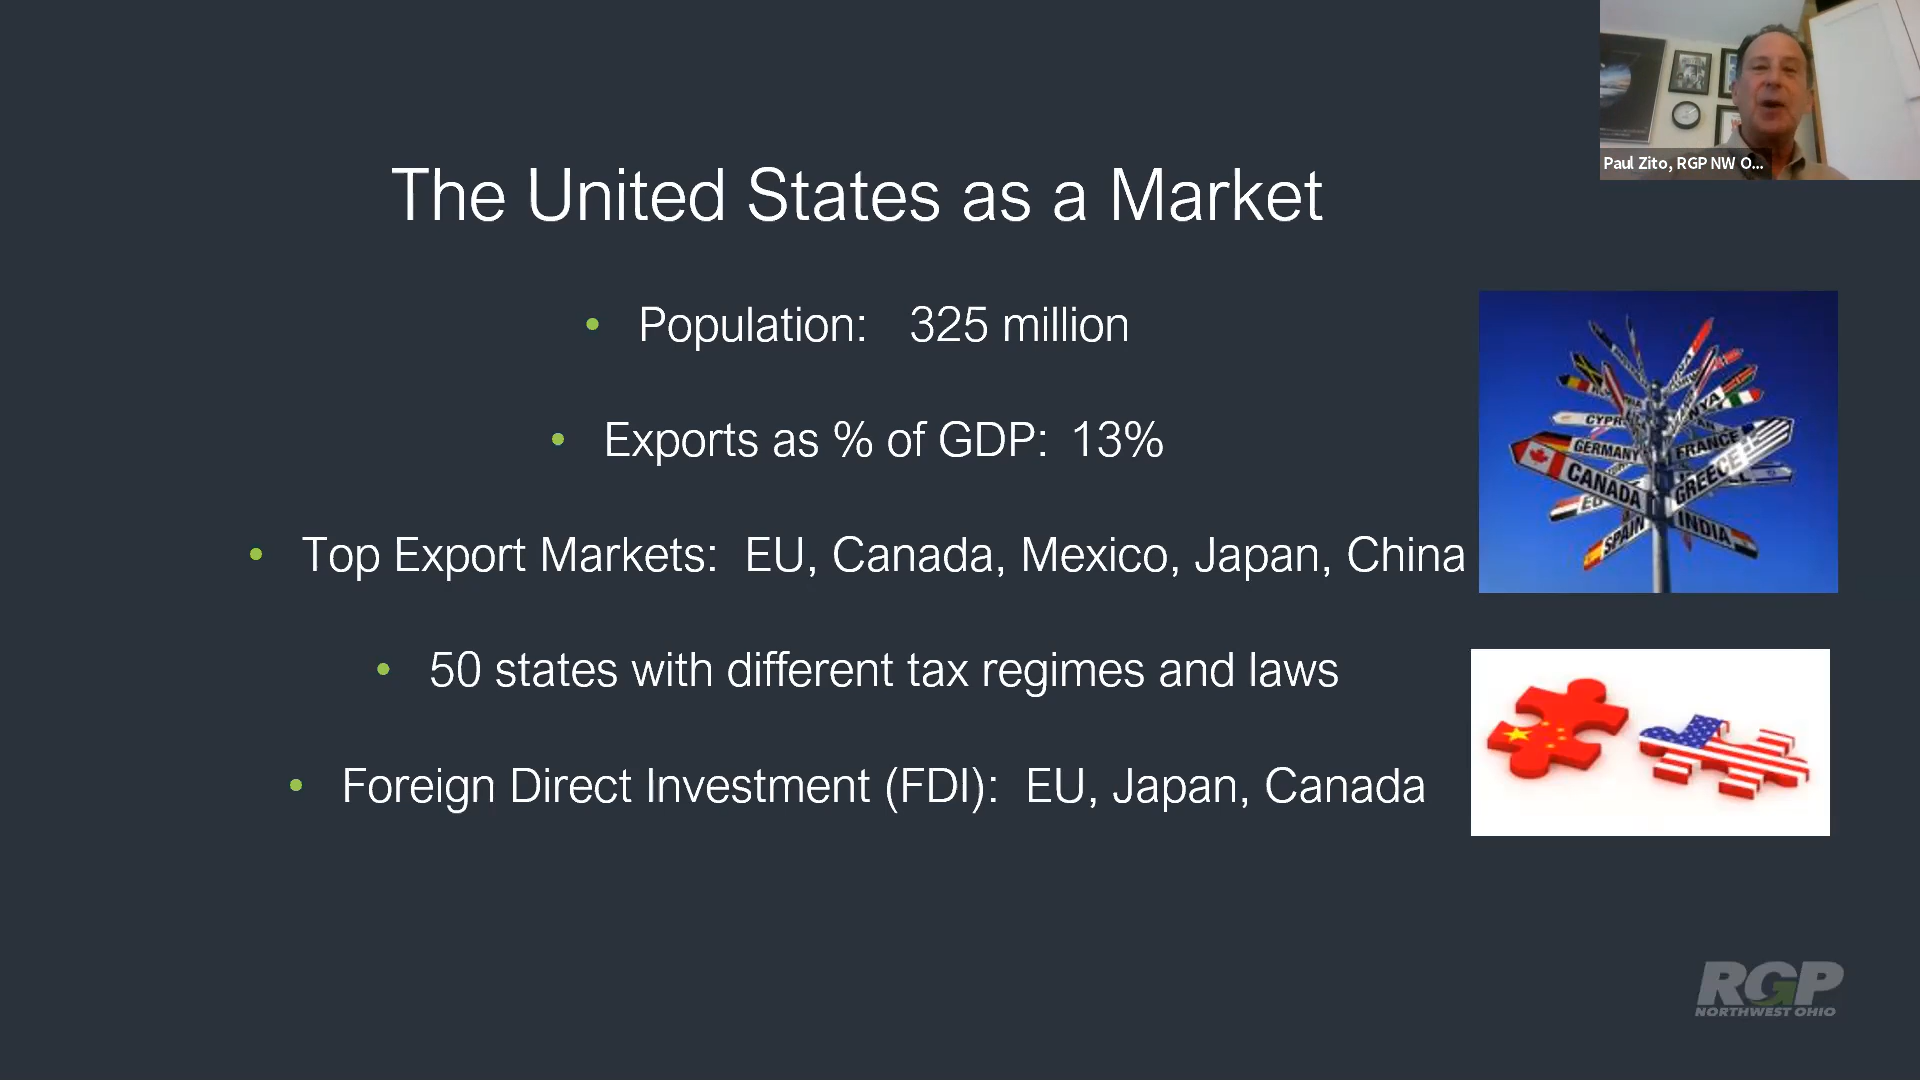 Paul Zito, RGP NW O...
The United States as a Market
• Population: 325 million
• Exports as % of GDP: 13%
• Top Export Markets: EU, Canada, Mexico, Japan, China
• 50 states with different tax regimes and laws
• Foreign Direct Investment (FDI): EU, Japan, Canada
CYPR
GERMANY
FRANCE
CANADA
GREECE
SPAIN
INDIA
RGP
NORTHWEST OHIO